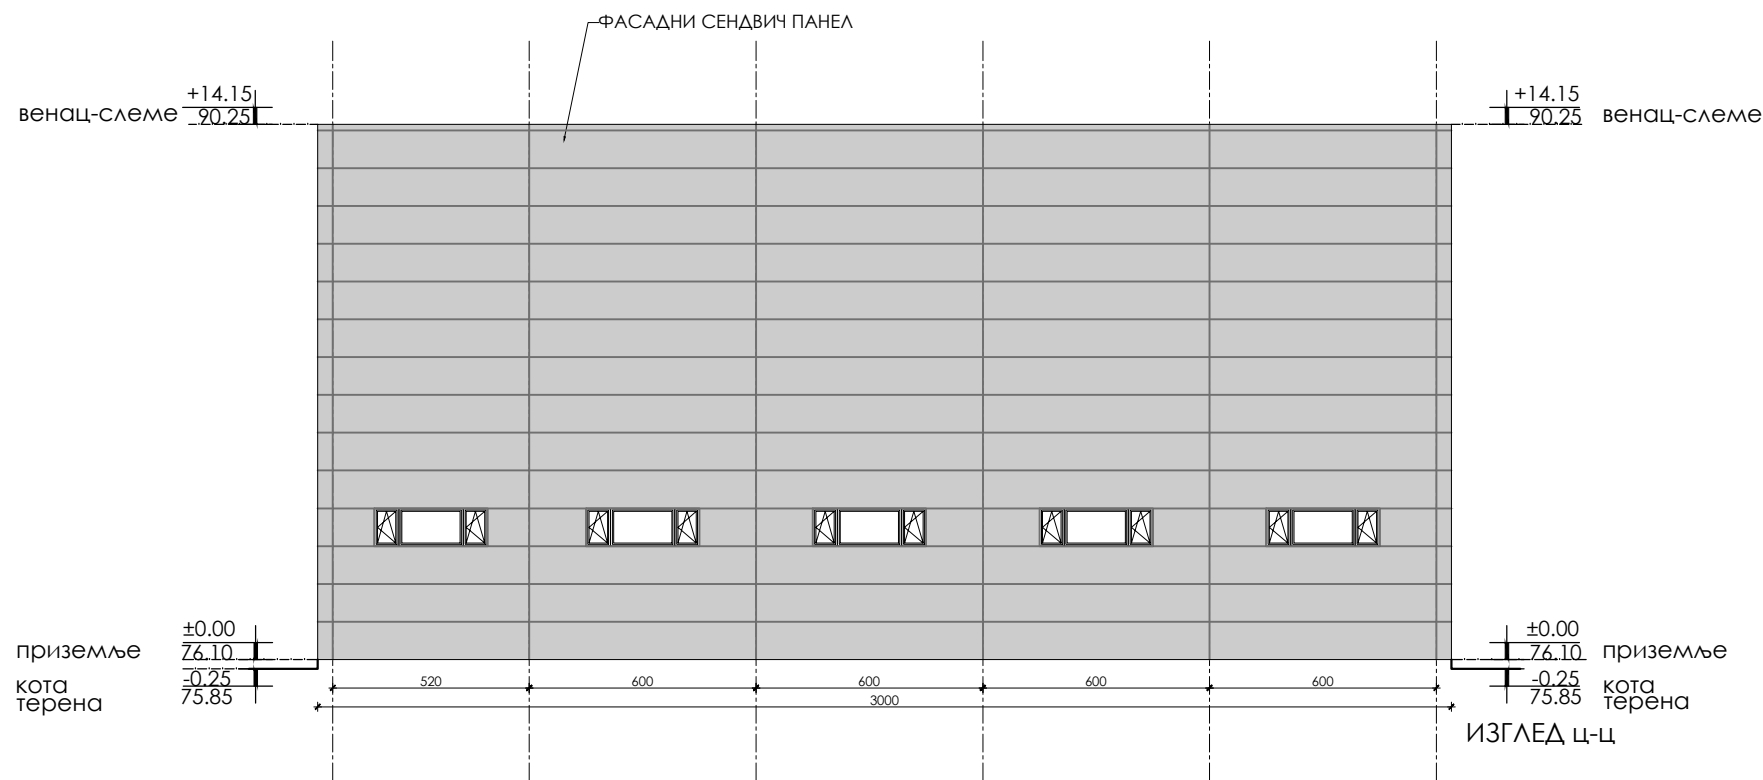 ФАСАДНИ СЕНДВИЧ ПАНЕЛ
венац-слеме
+14.15
90.25
+14.15
90.25
венац-слеме
приземље
±0.00
76.10
кота
терена
-0.25
75.85
520
600
600
600
600
3000
±0.00
76.10
приземље
-0.25
75.85
кота
терена
ИЗГЛЕД ц-ц